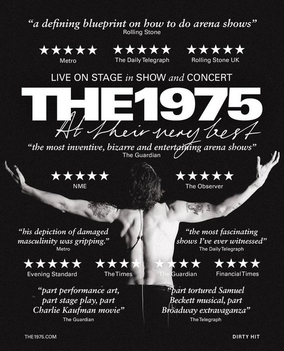 "a defining blueprint on how to do arena shows"
Rolling Stone
Metro The Daily Telegraph Rolling Stone UK
LIVE ON STAGE in SHOW and CONCERT
THE 1975
At their very best
"the most inventive, bizarre and entertaining arena shows"
The Guardian
NME The Observer
"his depiction of damaged
masculinity was gripping."
Metro
"the most fascinating
shows I've ever witnessed"
The Daily Telegraph
Evening Standard The Times The Guardian Financial Times
"part performance art,
part stage play, part
Charlie Kaufman movie"
The Guardian
"part tortured Samuel
Beckett musical, part
Broadway extravaganza"
The Telegraph
THE1975.COM
DIRTY HIT